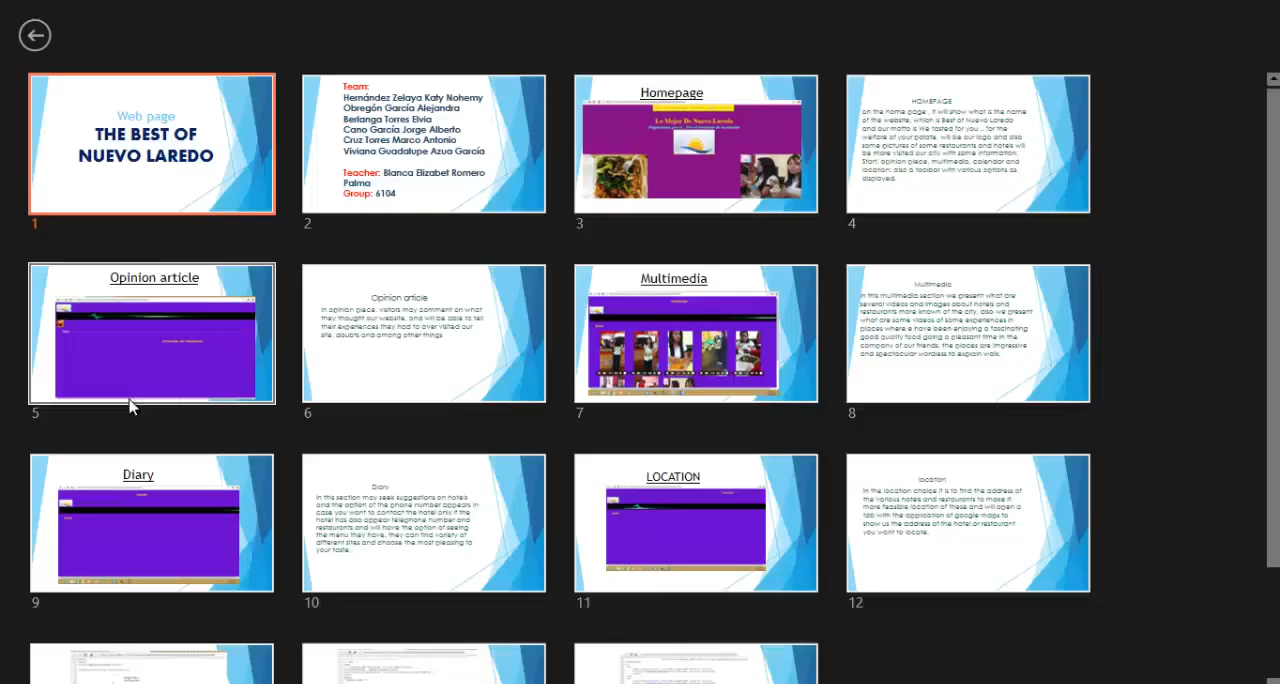 Web page
THE BEST OF
NUEVO LAREDO
1
Team:
Hernández Zelaya Katy Nohemy
Obregón García Alejandra
Berlanga Torres Elvia
Cano García Jorge Alberto
Cruz Torres Marco Antonio
Viviana Guadalupe Azua García
Teacher: Blanca Elizabet Romero
Palma
Group: 6104
2
Homepage
Lo Mejor De Nuevo Laredo
3
HOMEPAGE
on the home page , it will show what is the name
of the website, which is Best of Nuevo Laredo
and our motto is We tasted for you .. for the
welfare of your palate, will be our logo and also
some pictures of some restaurants and hotels will
be more visited our city with some information.
Start, opinion piece, multimedia, calendar and
location; also a toolbar with various options as
displayed.
4
Opinion article
5
Opinion article
In opinion piece, visitors may comment on what
they thought our website, and will be able to tell
their experiences they had to over visited our
site, doubts and among other things
6
Multimedia
7
Multimedia
In this multimedia section we present what are
several videos and images about hotels and
restaurants more known of the city, also we present
what are some videos of some experiences in
places where a have been enjoying a fascinating
good quality food going a pleasant time in the
company of our friends, the places are impressive
and spectacular wordless to explain walk.
8
Diary
9
Diary
In this section may seek suggestions on hotels
and the option of the phone number appears in
case you want to contact the hotel only if the
hotel has also appear telephone number and
restaurants and will have the option of seeing
the menu they have, they can find variety of
different sites and choose the most pleasing to
your taste.
10
LOCATION
11
location
In the location choice it is to find the address of
the various hotels and restaurants to make it
more feasible location of these and will open a
tab with the application of google maps to
show us the address of the hotel or restaurant
you want to locate.
12